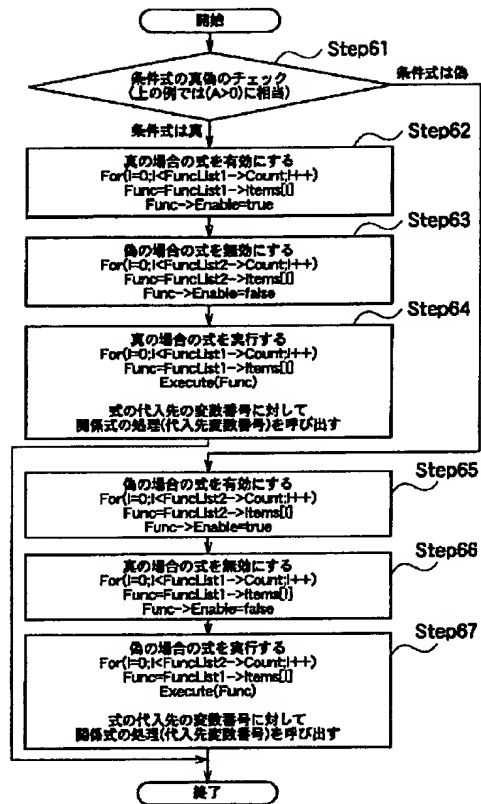 開始
Step61
条件式の真偽のチェック
(上の例では(A>0)に相当)
条件式は偽
条件式は真
Step62
真の場合の式を有効にする
For(i=0;i<FuncList1->Count;i++)
Func=FuncList1->Items[i]
Func->Enable=true
Step63
偽の場合の式を無効にする
For(i=0;i<FuncList2->Count;i++)
Func=FuncList2->Items[i]
Func->Enable=false
Step64
真の場合の式を実行する
For(i=0;i<FuncList1->Count;i++)
Func=FuncList1->Items[i]
Execute(Func)
式の代入先の変数番号に対して
関係式の処理(代入先変数番号)を呼び出す
Step65
偽の場合の式を有効にする
For(i=0;i<FuncList2->Count;i++)
Func=FuncList2->Items[i]
Func->Enable=true
Step66
真の場合の式を無効にする
For(i=0;i<FuncList1->Count;i++)
Func=FuncList1->Items[i]
Func->Enable=false
Step67
偽の場合の式を実行する
For(i=0;i<FuncList2->Count;i++)
Func=FuncList1->Items[i]
Execute(Func)
式の代入先の変数番号に対して
関係式の処理(代入先変数番号)を呼び出す
終了